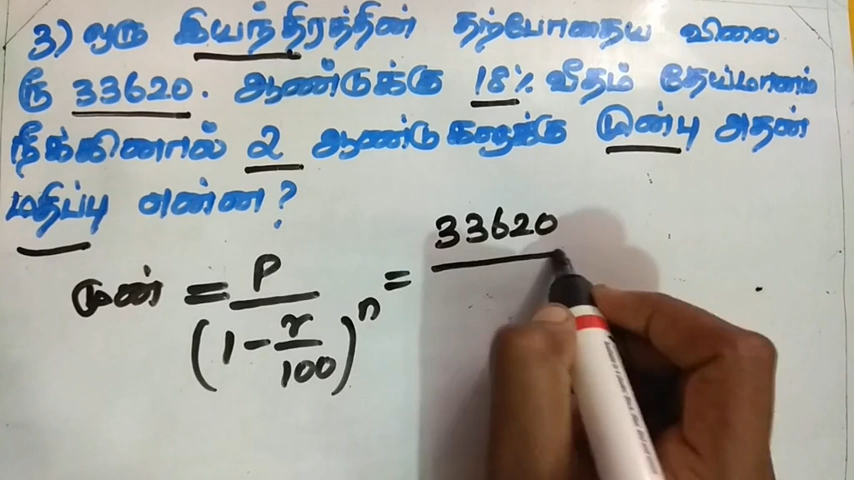 3) ஒரு இயந்திரத்தின் தற்போதைய விலை
ரூ 33620. ஆண்டுக்கு 18% வீதம் தேய்மானம்
நீக்கினால் 2 ஆண்டுகளுக்கு முன்பு அதன்
மதிப்பு என்ன?
முன் = P / (1 - r/100)^n = 33620